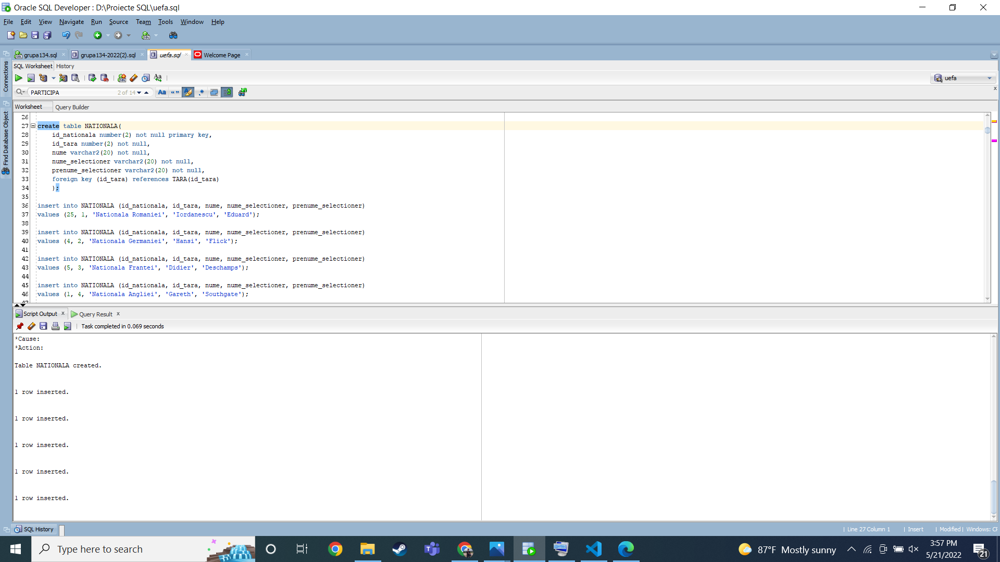 Oracle SQL Developer : D:\Proiecte SQL\uefa.sql
File Edit View Navigate Run Source Team Tools Window Help
grupa134.sql grupa134-2022(2).sql uefa.sql Welcome Page
Connections
Find Database Object
SQL Worksheet History
uefa
PARTICIPA 2 of 14 Aa “ ” .*
Worksheet Query Builder
26
27 create table NATIONALA(
28 id_nationala number(2) not null primary key,
29 id_tara number(2) not null,
30 nume varchar2(20) not null,
31 nume_selectioner varchar2(20) not null,
32 prenume_selectioner varchar2(20) not null,
33 foreign key (id_tara) references TARA(id_tara)
34 );
35
36 insert into NATIONALA (id_nationala, id_tara, nume, nume_selectioner, prenume_selectioner)
37 values (25, 1, 'Nationala Romaniei', 'Iordanescu', 'Eduard');
38
39 insert into NATIONALA (id_nationala, id_tara, nume, nume_selectioner, prenume_selectioner)
40 values (4, 2, 'Nationala Germaniei', 'Hansi', 'Flick');
41
42 insert into NATIONALA (id_nationala, id_tara, nume, nume_selectioner, prenume_selectioner)
43 values (5, 3, 'Nationala Frantei', 'Didier', 'Deschamps');
44
45 insert into NATIONALA (id_nationala, id_tara, nume, nume_selectioner, prenume_selectioner)
46 values (1, 4, 'Nationala Angliei', 'Gareth', 'Southgate');
47
Script Output Query Result
Task completed in 0.069 seconds
*Cause:
*Action:
Table NATIONALA created.
1 row inserted.
1 row inserted.
1 row inserted.
1 row inserted.
1 row inserted.
SQL History
Line 27 Column 1 | Insert | Modified | Windows: CF
Type here to search
87°F Mostly sunny
3:57 PM
5/21/2022
21